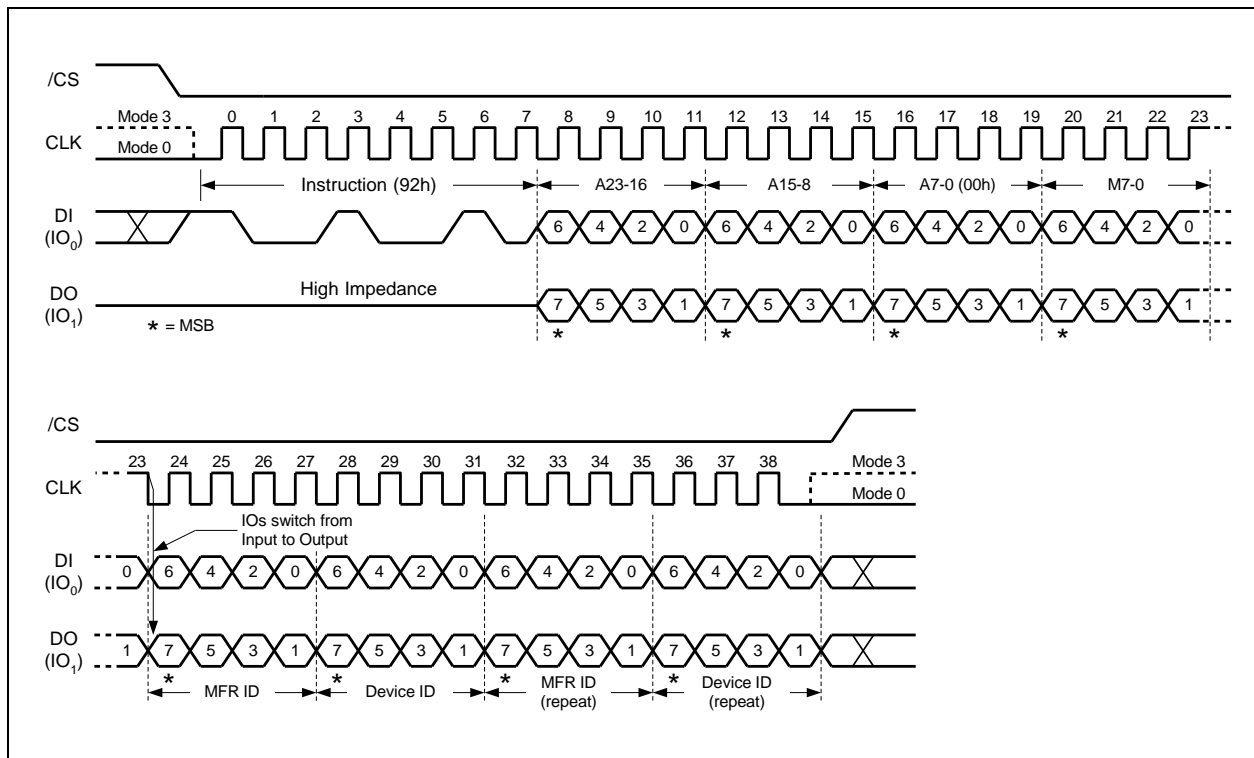 /CS
Mode 3 0 1 2 3 4 5 6 7 8 9 10 11 12 13 14 15 16 17 18 19 20 21 22 23
CLK
Mode 0
Instruction (92h) A23-16 A15-8 A7-0 (00h) M7-0
DI
(IO0)
6 4 2 0 6 4 2 0 6 4 2 0 6 4 2 0
High Impedance
DO
(IO1)
7 5 3 1 7 5 3 1 7 5 3 1 7 5 3 1
* = MSB
* * * *
/CS
23 24 25 26 27 28 29 30 31 32 33 34 35 36 37 38 Mode 3
CLK
Mode 0
IOs switch from
Input to Output
DI
(IO0)
0 6 4 2 0 6 4 2 0 6 4 2 0 6 4 2 0
DO
(IO1)
1 7 5 3 1 7 5 3 1 7 5 3 1 7 5 3 1
* * * *
MFR ID Device ID MFR ID
(repeat)
Device ID
(repeat)